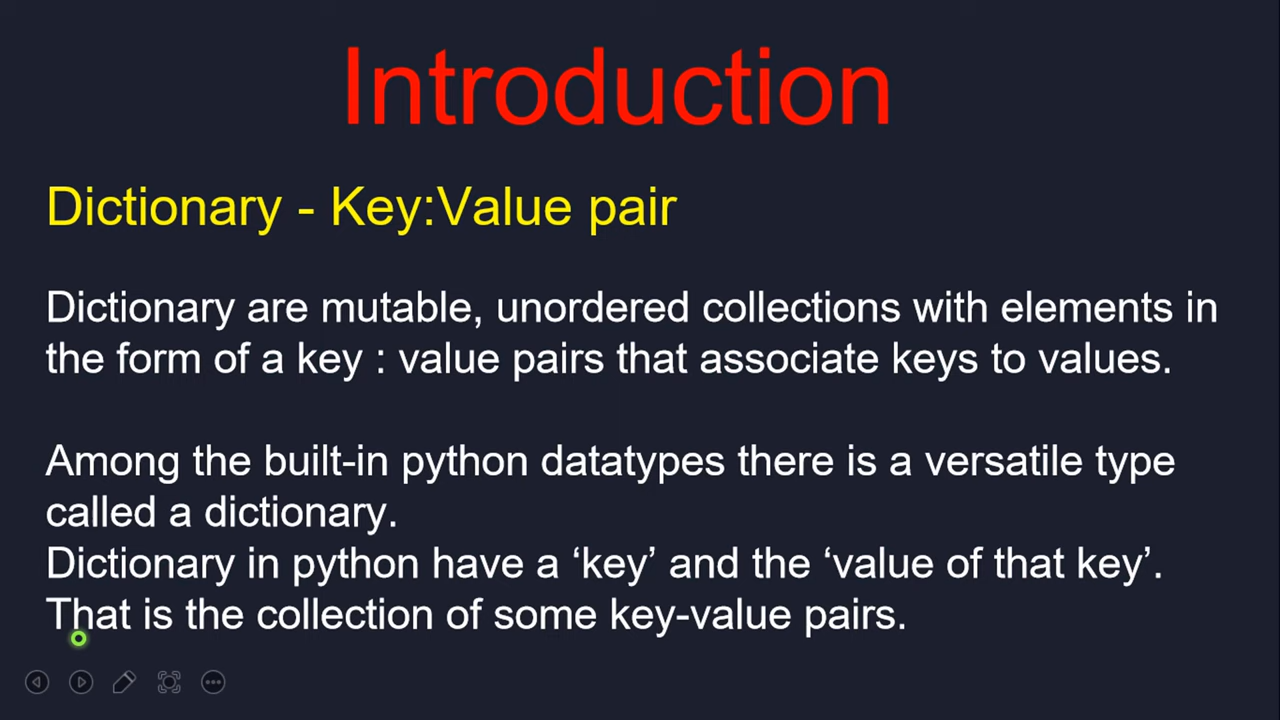 Introduction
Dictionary - Key:Value pair
Dictionary are mutable, unordered collections with elements in
the form of a key : value pairs that associate keys to values.
Among the built-in python datatypes there is a versatile type
called a dictionary.
Dictionary in python have a ‘key’ and the ‘value of that key’.
That is the collection of some key-value pairs.